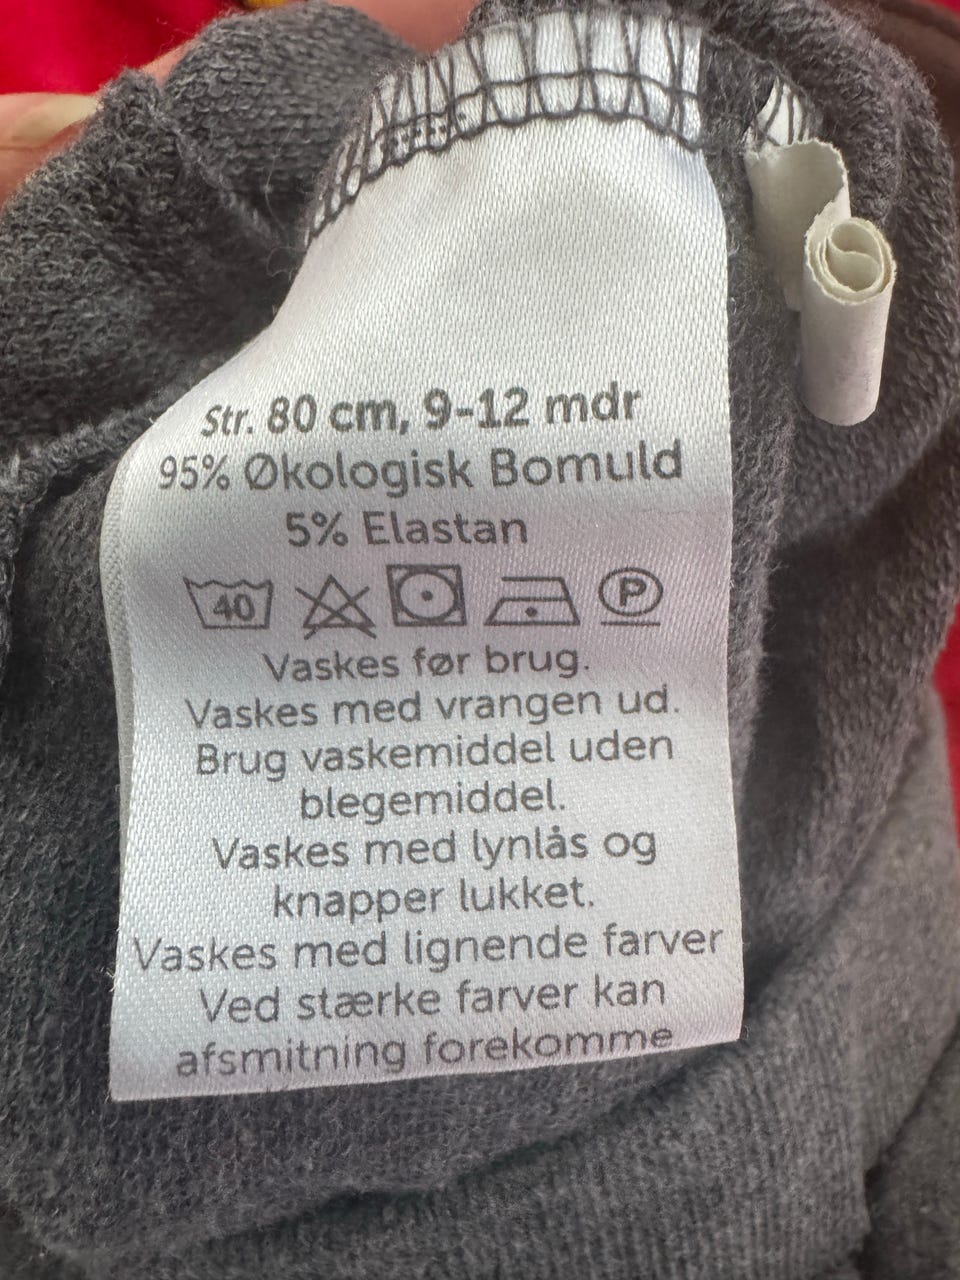 Str. 80 cm, 9-12 mdr
95% Økologisk Bomuld
5% Elastan
40 P
Vaskes før brug.
Vaskes med vrangen ud.
Brug vaskemiddel uden
blegemiddel.
Vaskes med lynlås og
knapper lukket.
Vaskes med lignende farver
Ved stærke farver kan
afsmitning forekomme